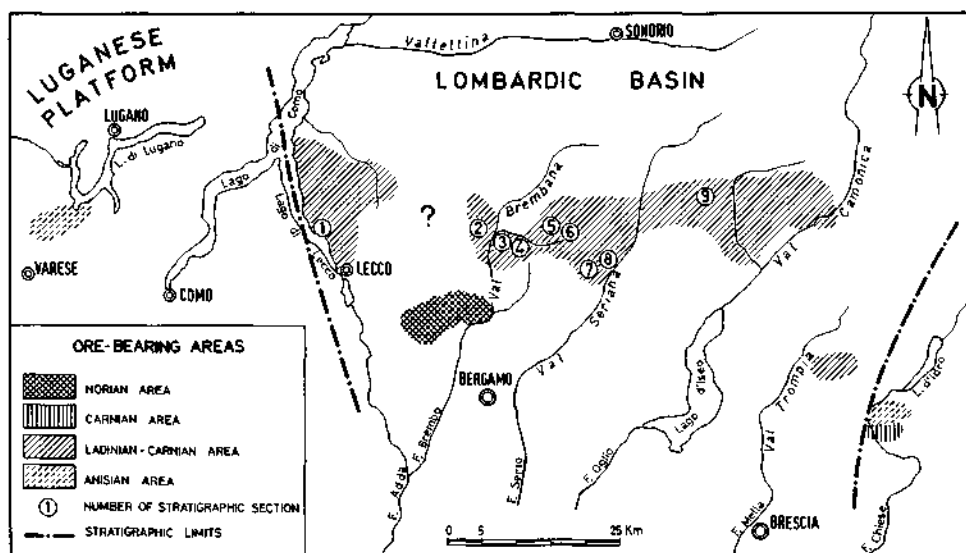 LUGANESE
PLATFORM
LUGANO
L. di Lugano
VARESE
COMO
Lago di Como
Lago di Lecco
LECCO
Valtellina
SONDRIO
LOMBARDIC BASIN
N
?
Val Brembana
Val Seriana
Val Camonica
Val Trompia
1
2
3
4
5
6
7
8
9
BERGAMO
BRESCIA
F. Adda
F. Brembo
F. Serio
F. Oglio
Lago d'Iseo
F. Mella
F. Chiese
L. d'Idro
ORE-BEARING AREAS
NORIAN AREA
CARNIAN AREA
LADINIAN-CARNIAN AREA
ANISIAN AREA
1 NUMBER OF STRATIGRAPHIC SECTION
STRATIGRAPHIC LIMITS
0 5 25 Km